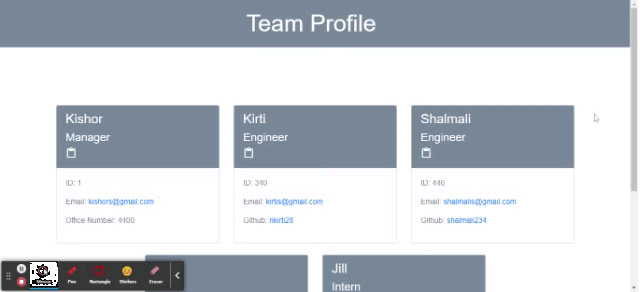 Team Profile
Kishor
Manager
ID: 1
Email: kishors@gmail.com
Office Number: 4400
Kirti
Engineer
ID: 340
Email: kirtis@gmail.com
Github: nkirti28
Shalmali
Engineer
ID: 446
Email: shalmalis@gmail.com
Github: shalmali234
Jill
Intern
Pen
Rectangle
Stickers
Eraser